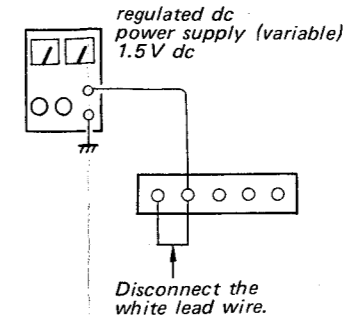 regulated dc
power supply (variable)
1.5 V dc
Disconnect the
white lead wire.